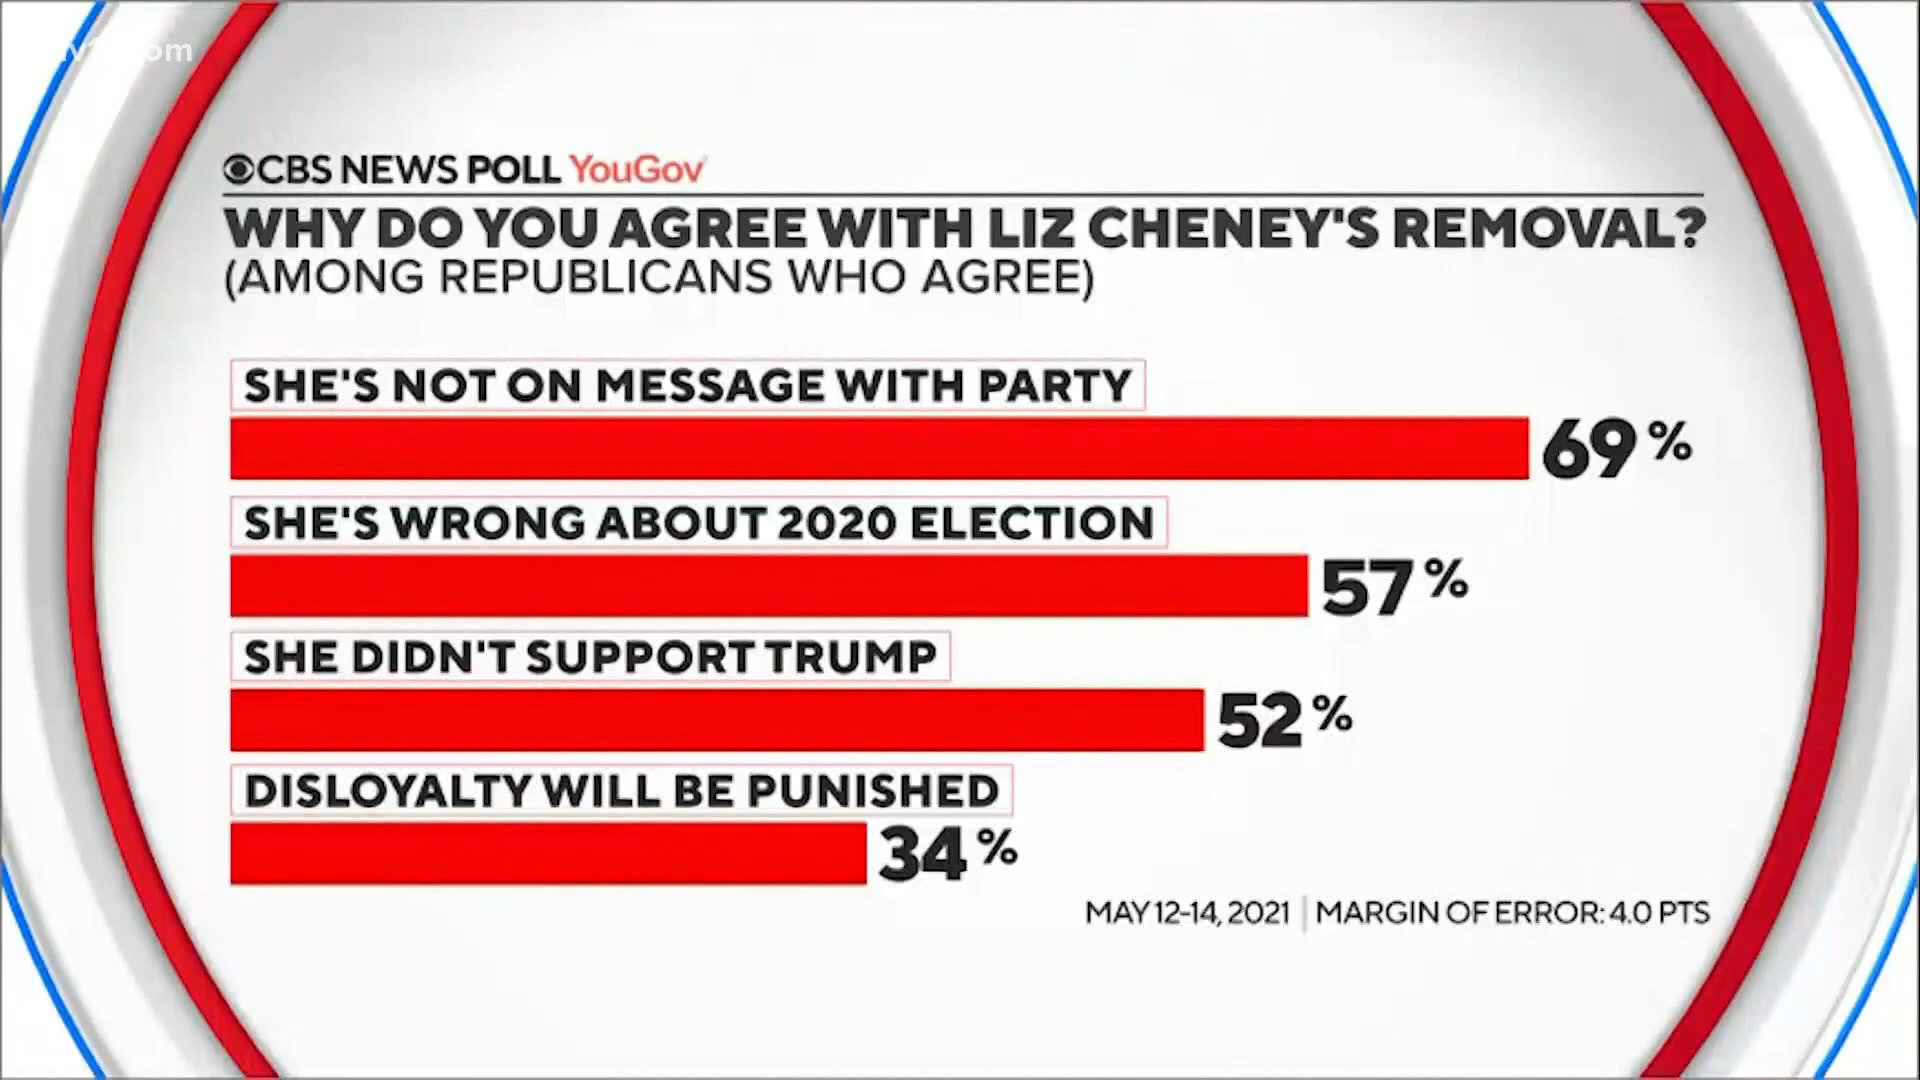 CBS NEWS POLL YouGov
WHY DO YOU AGREE WITH LIZ CHENEY'S REMOVAL?
(AMONG REPUBLICANS WHO AGREE)
SHE'S NOT ON MESSAGE WITH PARTY
69%
SHE'S WRONG ABOUT 2020 ELECTION
57%
SHE DIDN'T SUPPORT TRUMP
52%
DISLOYALTY WILL BE PUNISHED
34%
MAY 12-14, 2021 | MARGIN OF ERROR: 4.0 PTS